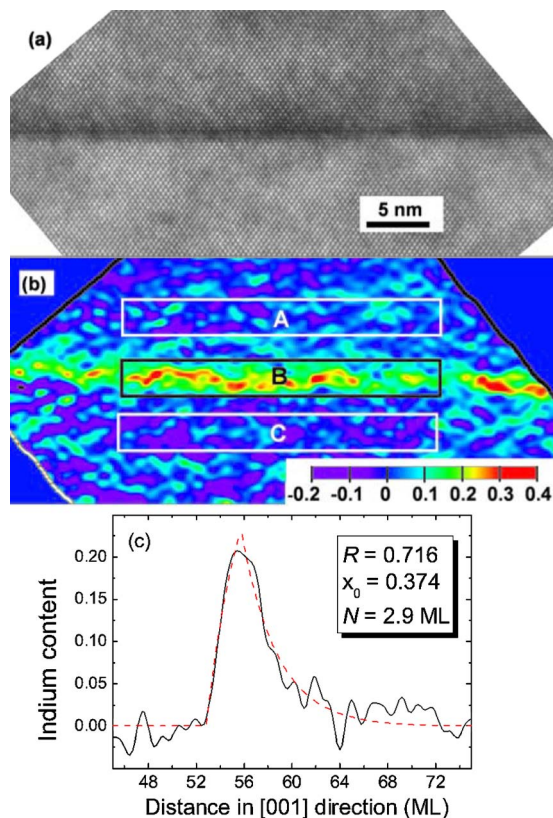 (a)
5 nm
(b)
A
B
C
-0.2 -0.1 0 0.1 0.2 0.3 0.4
(c)
R = 0.716
x₀ = 0.374
N = 2.9 ML
0.20
0.15
0.10
0.05
0.00
Indium content
48 52 56 60 64 68 72
Distance in [001] direction (ML)